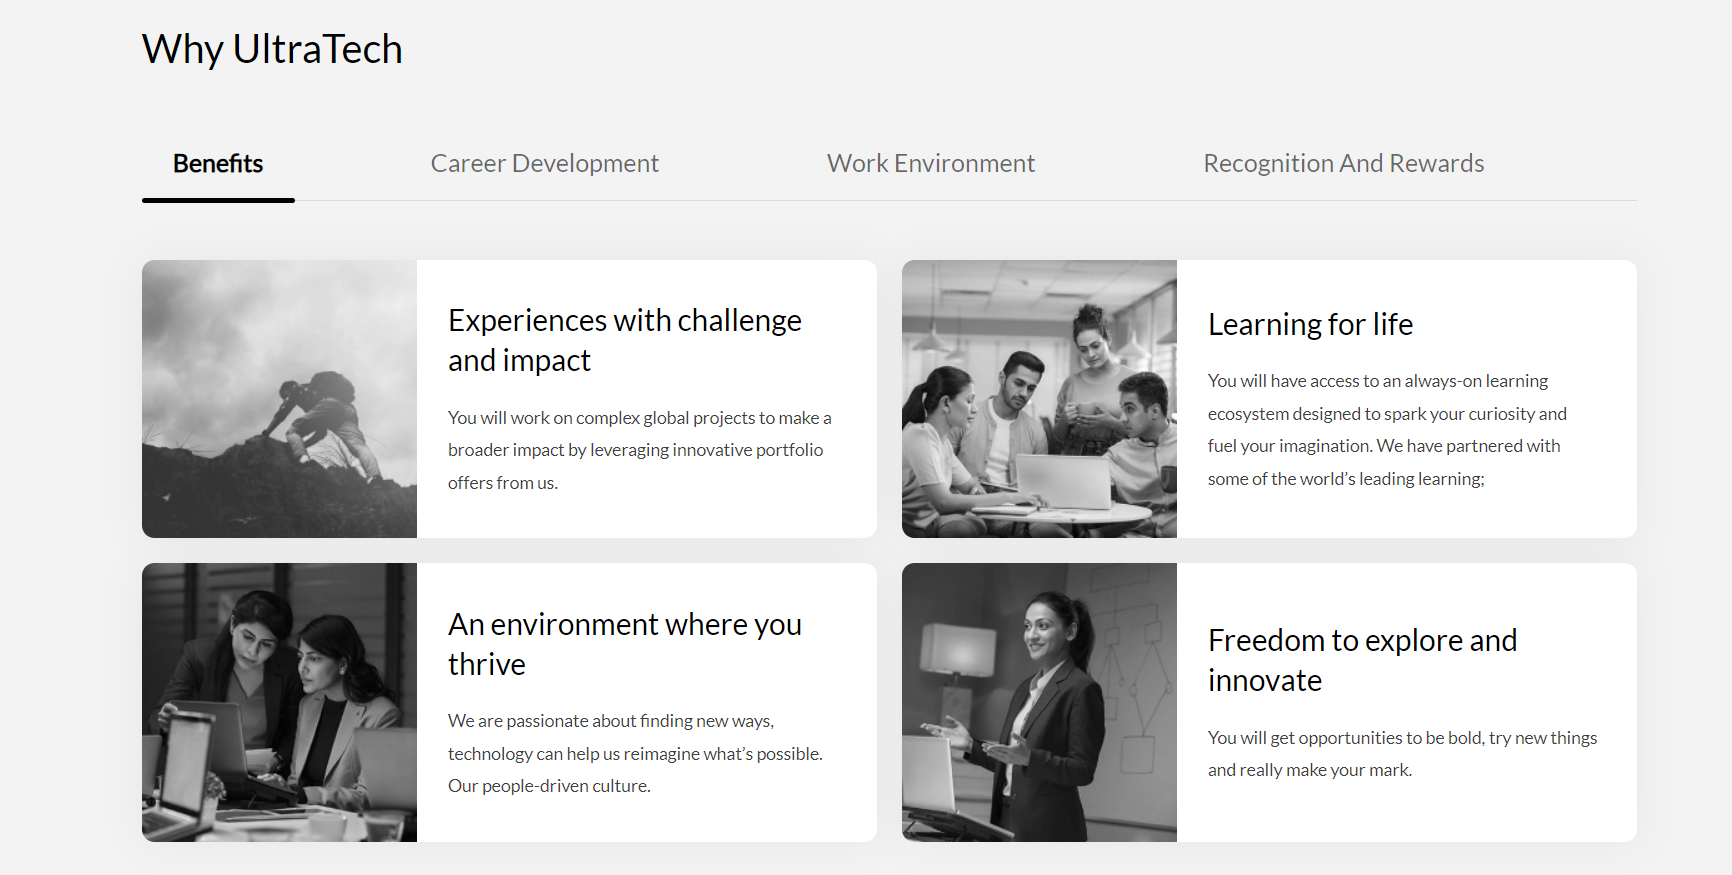 Why UltraTech
Benefits
Career Development
Work Environment
Recognition And Rewards
Experiences with challenge
and impact
You will work on complex global projects to make a
broader impact by leveraging innovative portfolio
offers from us.
Learning for life
You will have access to an always-on learning
ecosystem designed to spark your curiosity and
fuel your imagination. We have partnered with
some of the world’s leading learning;
An environment where you
thrive
We are passionate about finding new ways,
technology can help us reimagine what’s possible.
Our people-driven culture.
Freedom to explore and
innovate
You will get opportunities to be bold, try new things
and really make your mark.